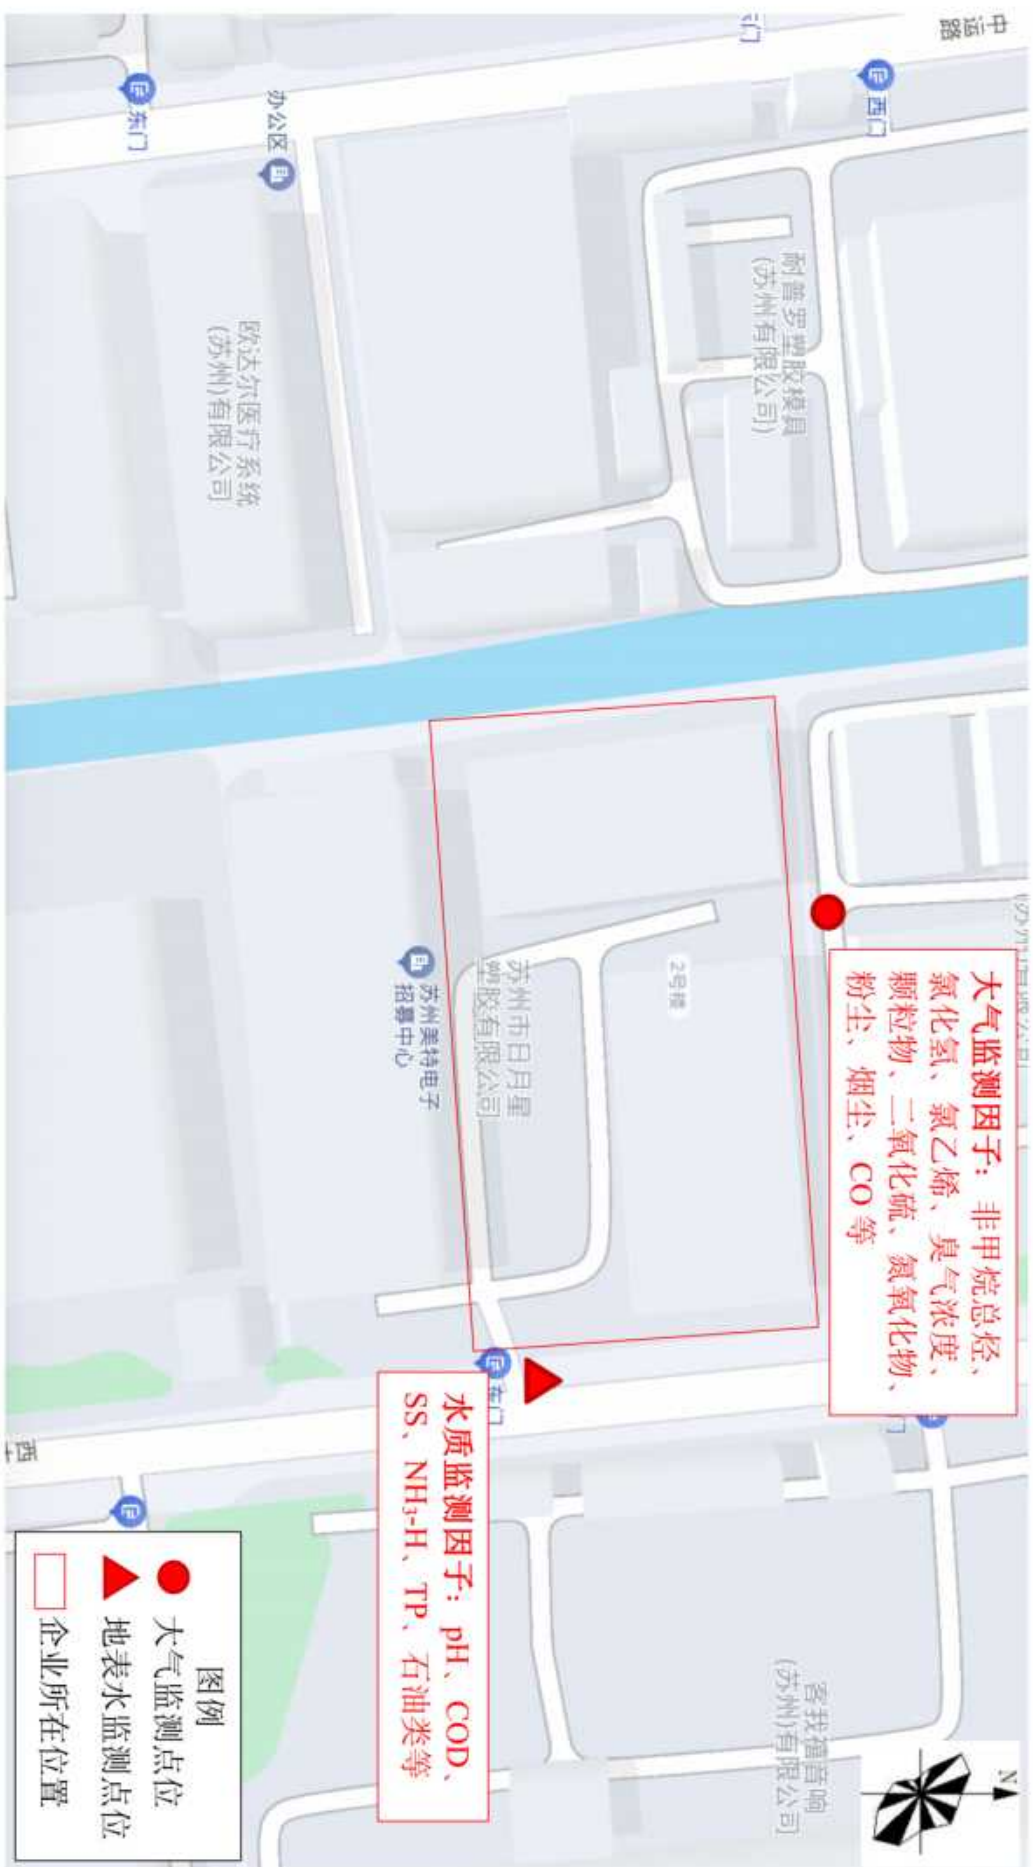 中运路
东门
西门
东门
办公区
耐普罗塑胶模具
(苏州有限公司)
欧达尔医疗系统
(苏州)有限公司
大气监测因子：非甲烷总烃、
氯化氢、氯乙烯、臭气浓度、
颗粒物、二氧化硫、氮氧化物、
粉尘、烟尘、CO 等
2号楼
苏州市日月星
塑胶有限公司
苏州美特电子
招募中心
东门
门
水质监测因子：pH、COD、
SS、NH₃-H、TP、石油类等
西
(苏州)有限公司
N
图例
大气监测点位
地表水监测点位
企业所在位置